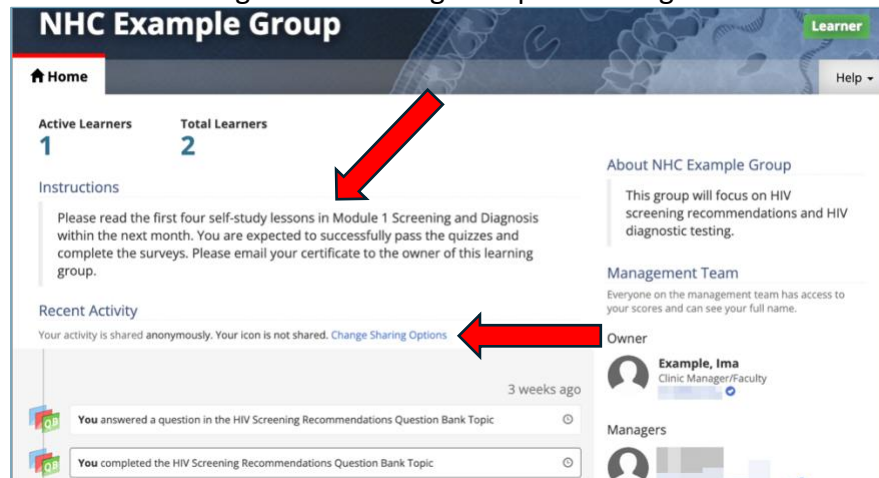 NHC Example Group
Learner
Home
Help
Active Learners
Total Learners
1
2
Instructions
Please read the first four self-study lessons in Module 1 Screening and Diagnosis
within the next month. You are expected to successfully pass the quizzes and
complete the surveys. Please email your certificate to the owner of this learning
group.
Recent Activity
Your activity is shared anonymously. Your icon is not shared. Change Sharing Options
3 weeks ago
QB
You answered a question in the HIV Screening Recommendations Question Bank Topic
QB
You completed the HIV Screening Recommendations Question Bank Topic
About NHC Example Group
This group will focus on HIV
screening recommendations and HIV
diagnostic testing.
Management Team
Everyone on the management team has access to
your scores and can see your full name.
Owner
Example, Ima
Clinic Manager/Faculty
Managers